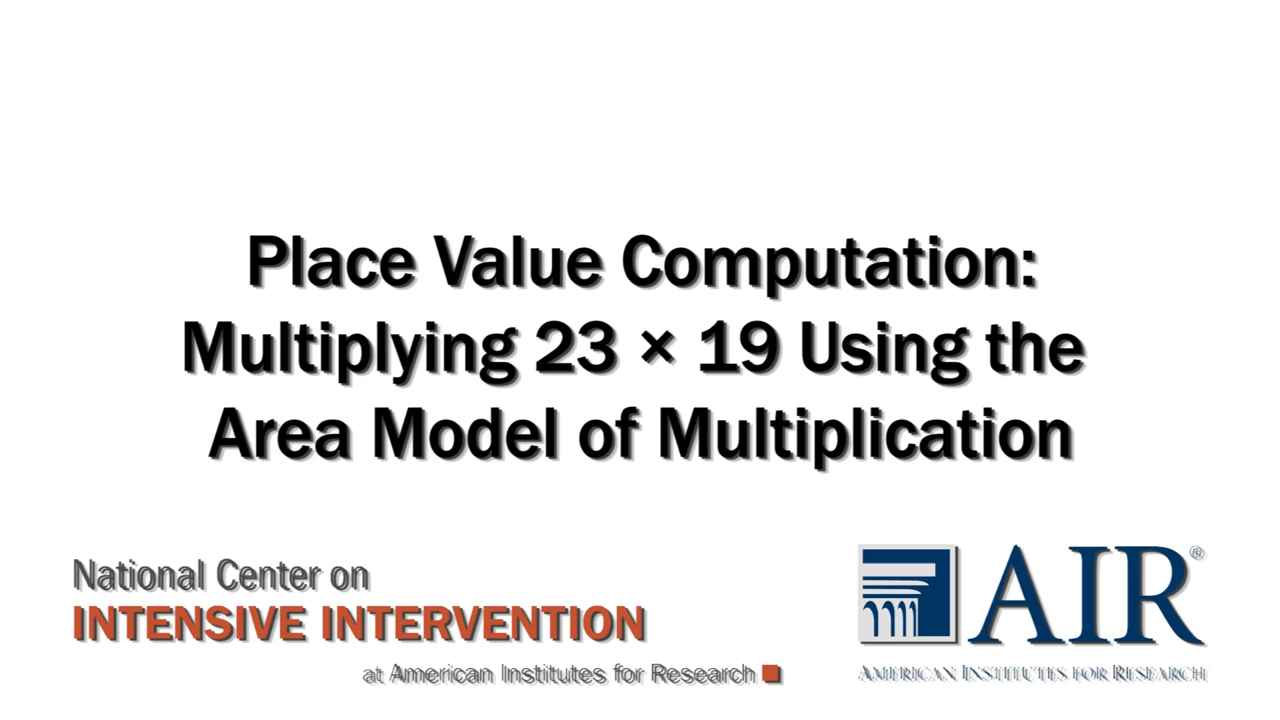 Place Value Computation:
Multiplying 23 × 19 Using the
Area Model of Multiplication
National Center on
INTENSIVE INTERVENTION
at American Institutes for Research
AIR®
AMERICAN INSTITUTES FOR RESEARCH